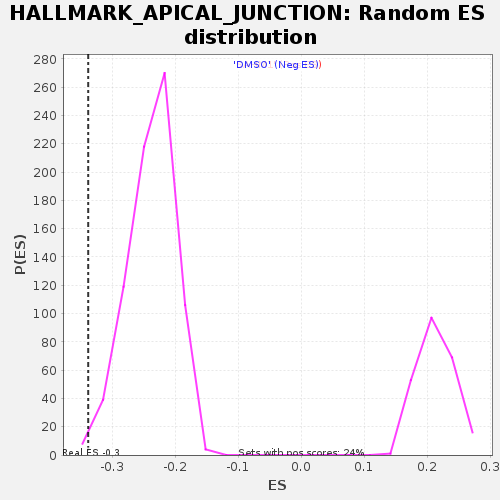 HALLMARK_APICAL_JUNCTION: Random ES
distribution
'DMSO' (Neg ES))
280
260
240
220
200
180
160
140
120
100
80
60
40
20
0
P(ES)
Real ES -0.3
Sets with pos scores: 24%
-0.3 -0.2 -0.1 0.0 0.1 0.2 0.3
ES